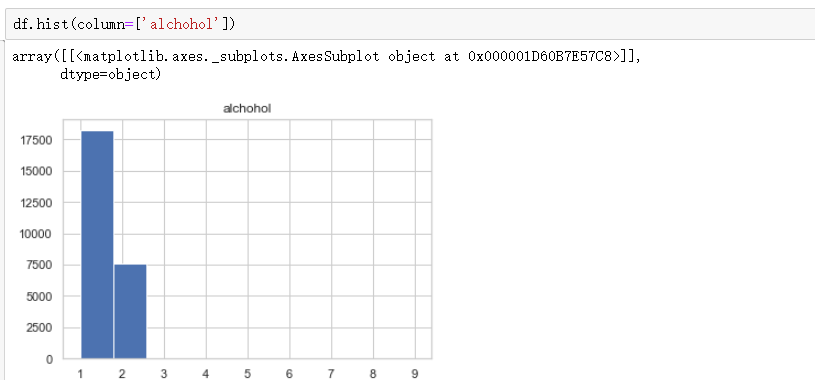 df.hist(column=['alchohol'])
array([[<matplotlib.axes._subplots.AxesSubplot object at 0x000001D60B7E57C8>]],
dtype=object)
alchohol
17500
15000
12500
10000
7500
5000
2500
0
1 2 3 4 5 6 7 8 9